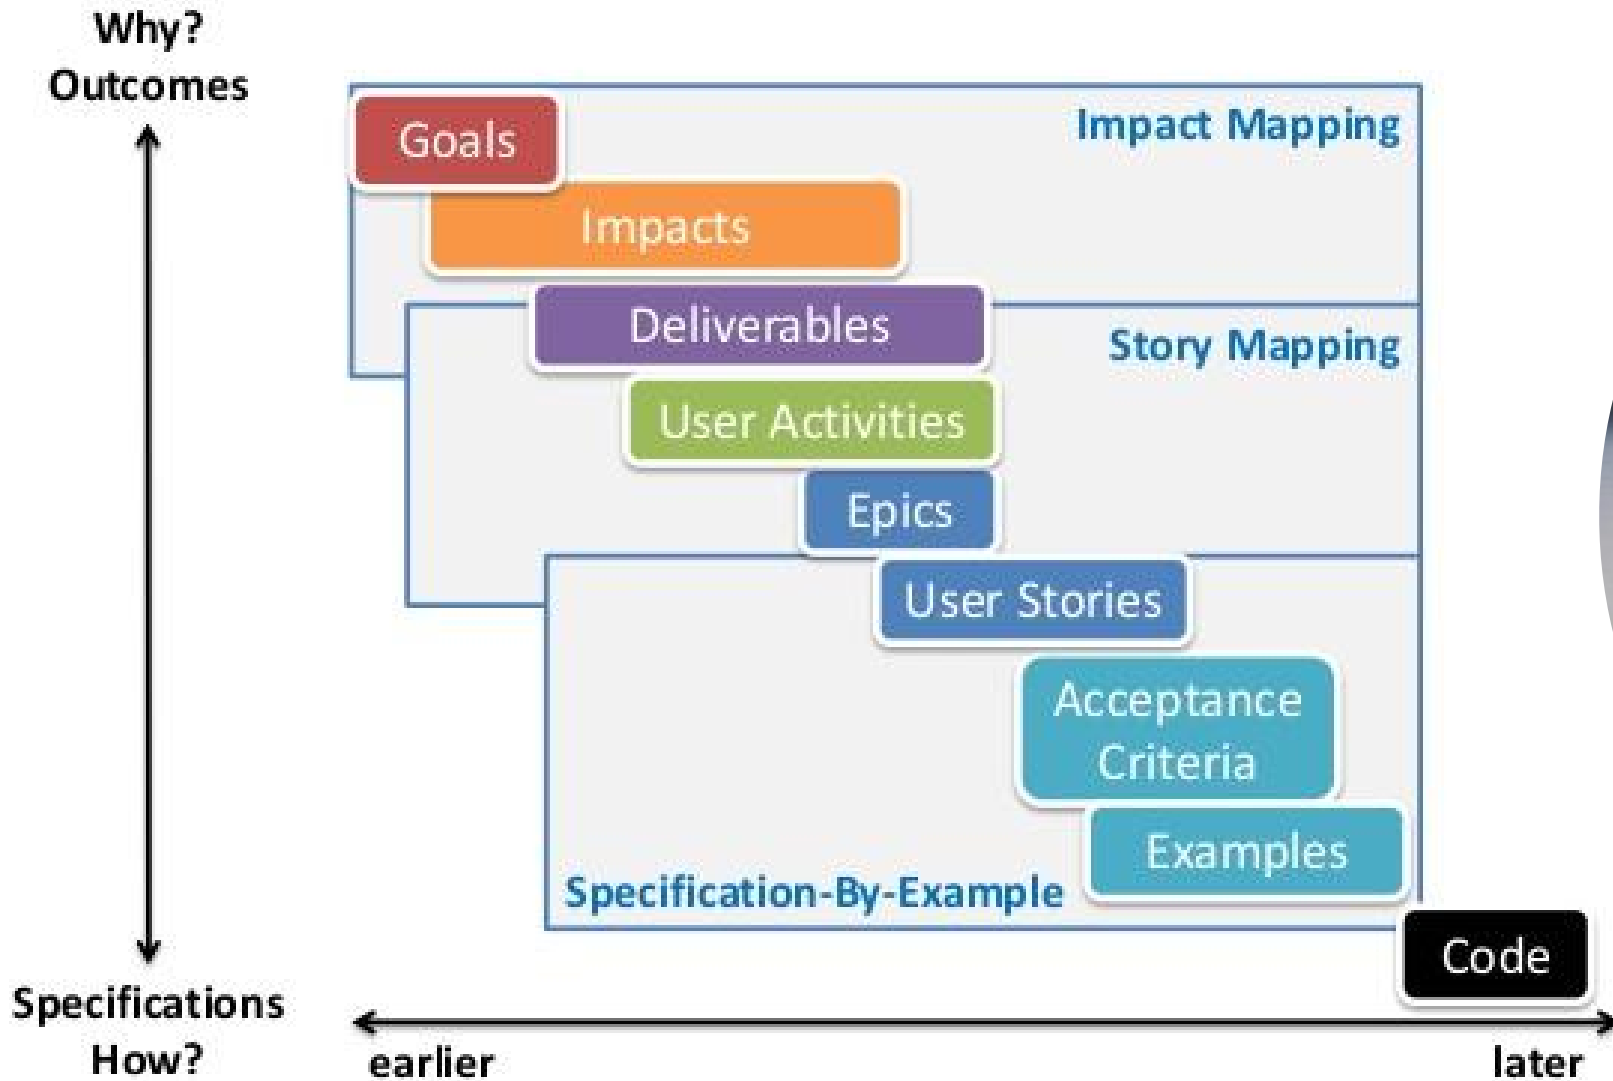 Why?
Outcomes
Goals
Impact Mapping
Impacts
Deliverables
Story Mapping
User Activities
Epics
User Stories
Acceptance
Criteria
Examples
Specification-By-Example
Code
Specifications
How?
earlier
later